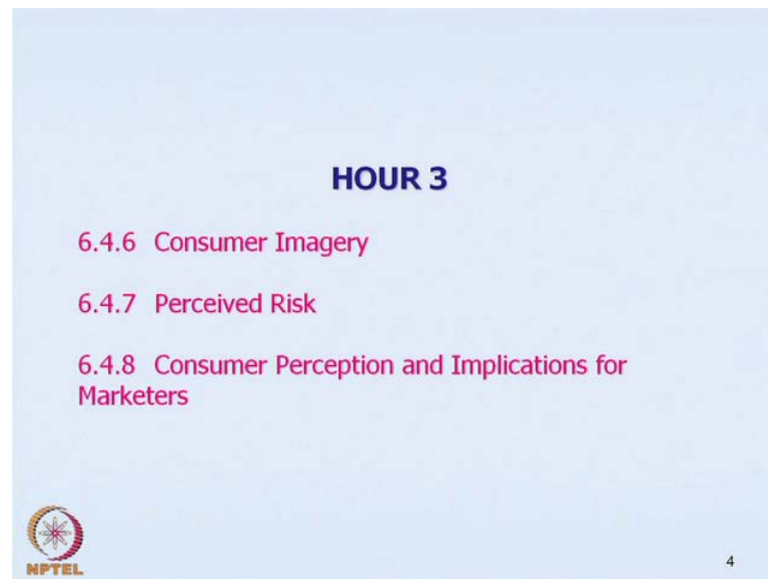 HOUR 3
6.4.6 Consumer Imagery
6.4.7 Perceived Risk
6.4.8 Consumer Perception and Implications for
Marketers
NPTEL
4